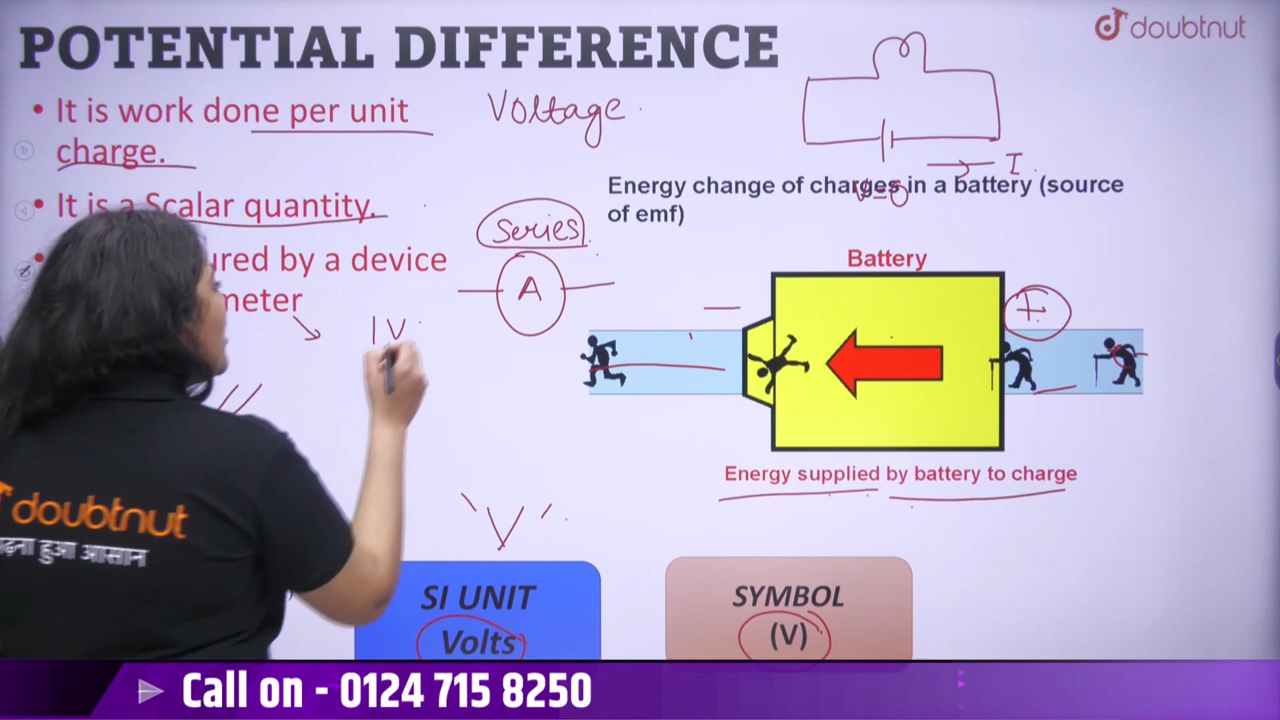 POTENTIAL DIFFERENCE
doubtnut
• It is work done per unit
charge.
Voltage
I
V=0
Energy change of charges in a battery (source
of emf)
• It is a Scalar quantity.
Series
by a device
A
1V
Battery
+
Energy supplied by battery to charge
"V"
SI UNIT
Volts
SYMBOL
(V)
doubtnut
हुआ आसान
Call on - 0124 715 8250